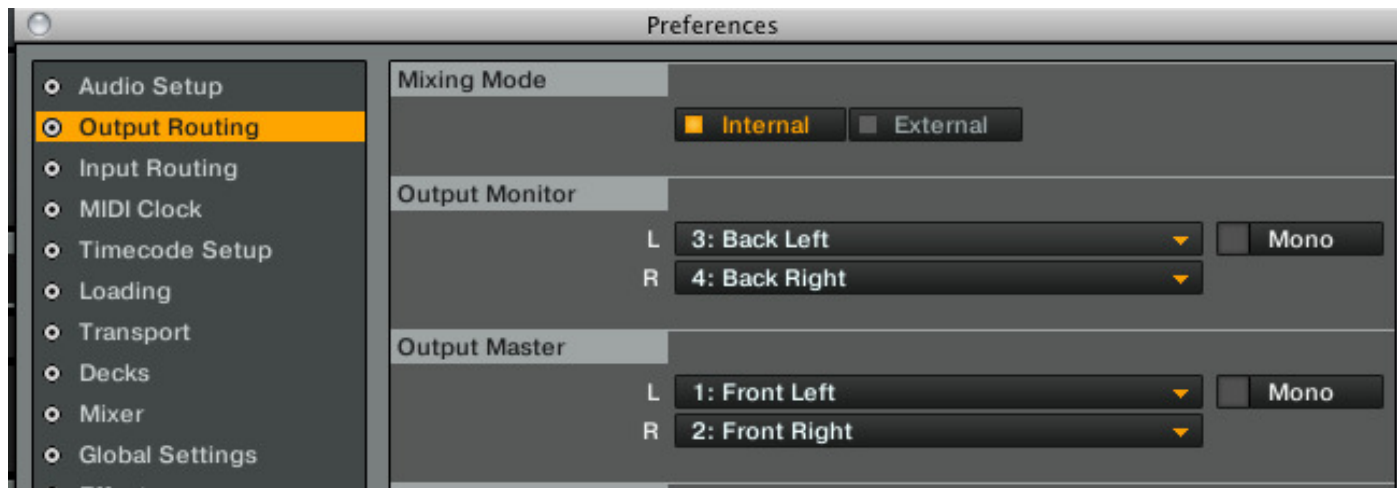 Preferences
Audio Setup
Output Routing
Input Routing
MIDI Clock
Timecode Setup
Loading
Transport
Decks
Mixer
Global Settings
Mixing Mode
Internal External
Output Monitor
L 3: Back Left Mono
R 4: Back Right
Output Master
L 1: Front Left Mono
R 2: Front Right